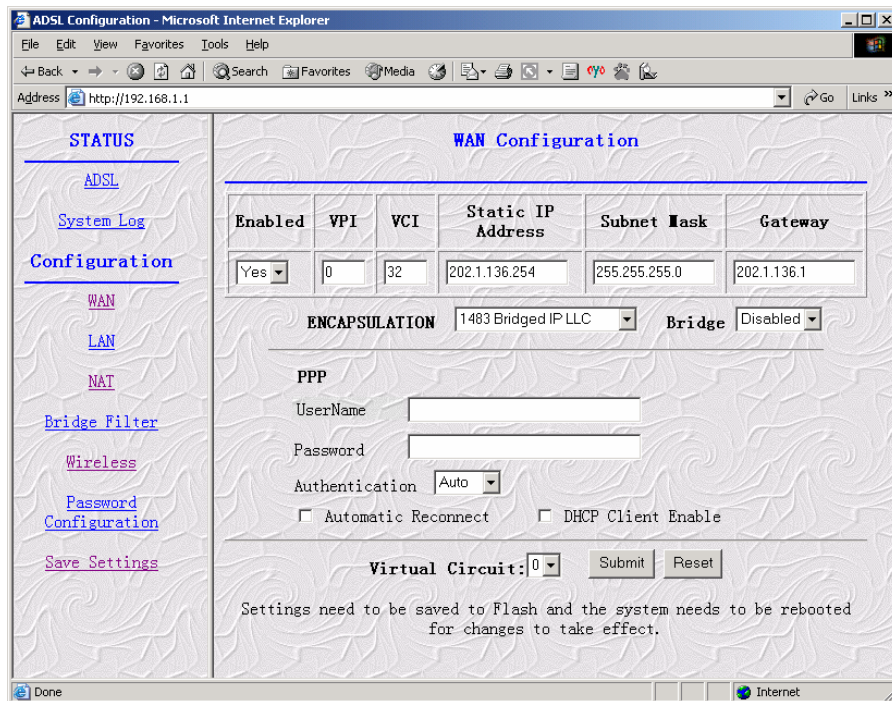 ADSL Configuration - Microsoft Internet Explorer
File Edit View Favorites Tools Help
Back Search Favorites Media
Address http://192.168.1.1 Go Links »
STATUS
ADSL
System Log
Configuration
WAN
LAN
NAT
Bridge Filter
Wireless
Password
Configuration
Save Settings
WAN Configuration
Enabled VPI VCI Static IP Address Subnet Mask Gateway
Yes 0 32 202.1.136.254 255.255.255.0 202.1.136.1
ENCAPSULATION 1483 Bridged IP LLC Bridge Disabled
PPP
UserName
Password
Authentication Auto
Automatic Reconnect DHCP Client Enable
Virtual Circuit: 0 Submit Reset
Settings need to be saved to Flash and the system needs to be rebooted
for changes to take effect.
Done Internet